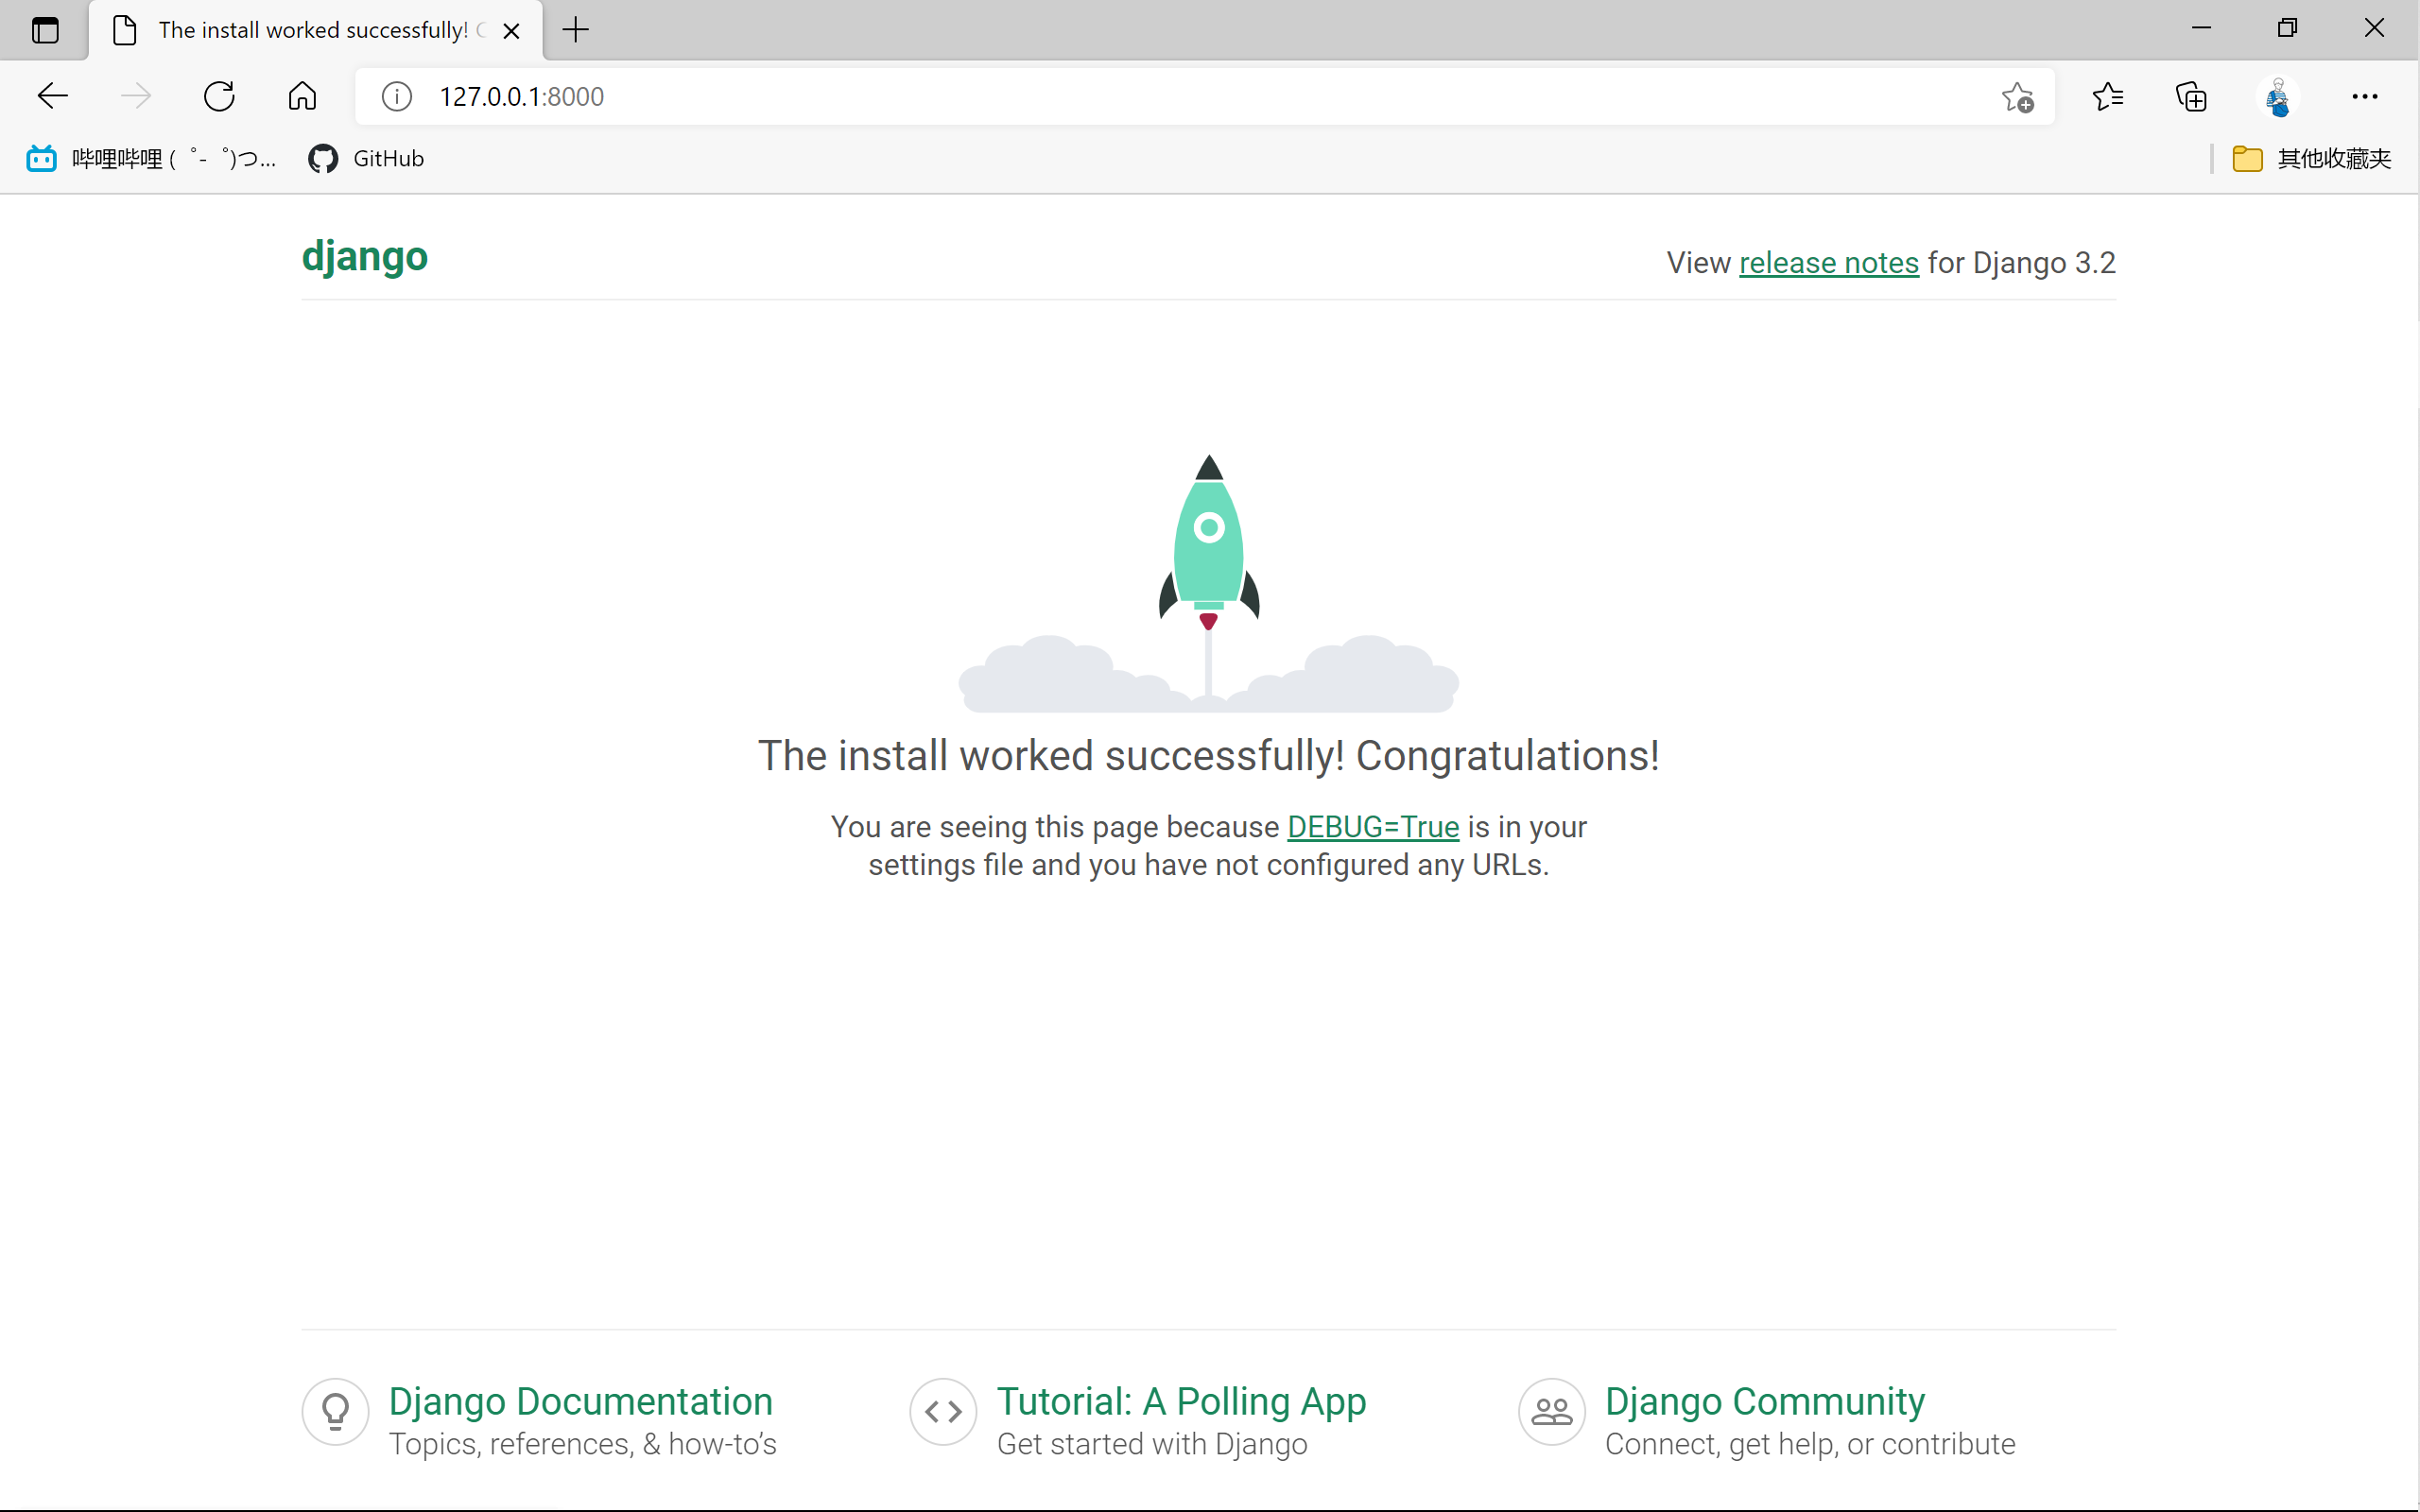 The install worked successfully! C
127.0.0.1:8000
哔哩哔哩 (゜-゜)つ...
GitHub
其他收藏夹
django
View release notes for Django 3.2
The install worked successfully! Congratulations!
You are seeing this page because DEBUG=True is in your
settings file and you have not configured any URLs.
Django Documentation
Topics, references, & how-to’s
Tutorial: A Polling App
Get started with Django
Django Community
Connect, get help, or contribute